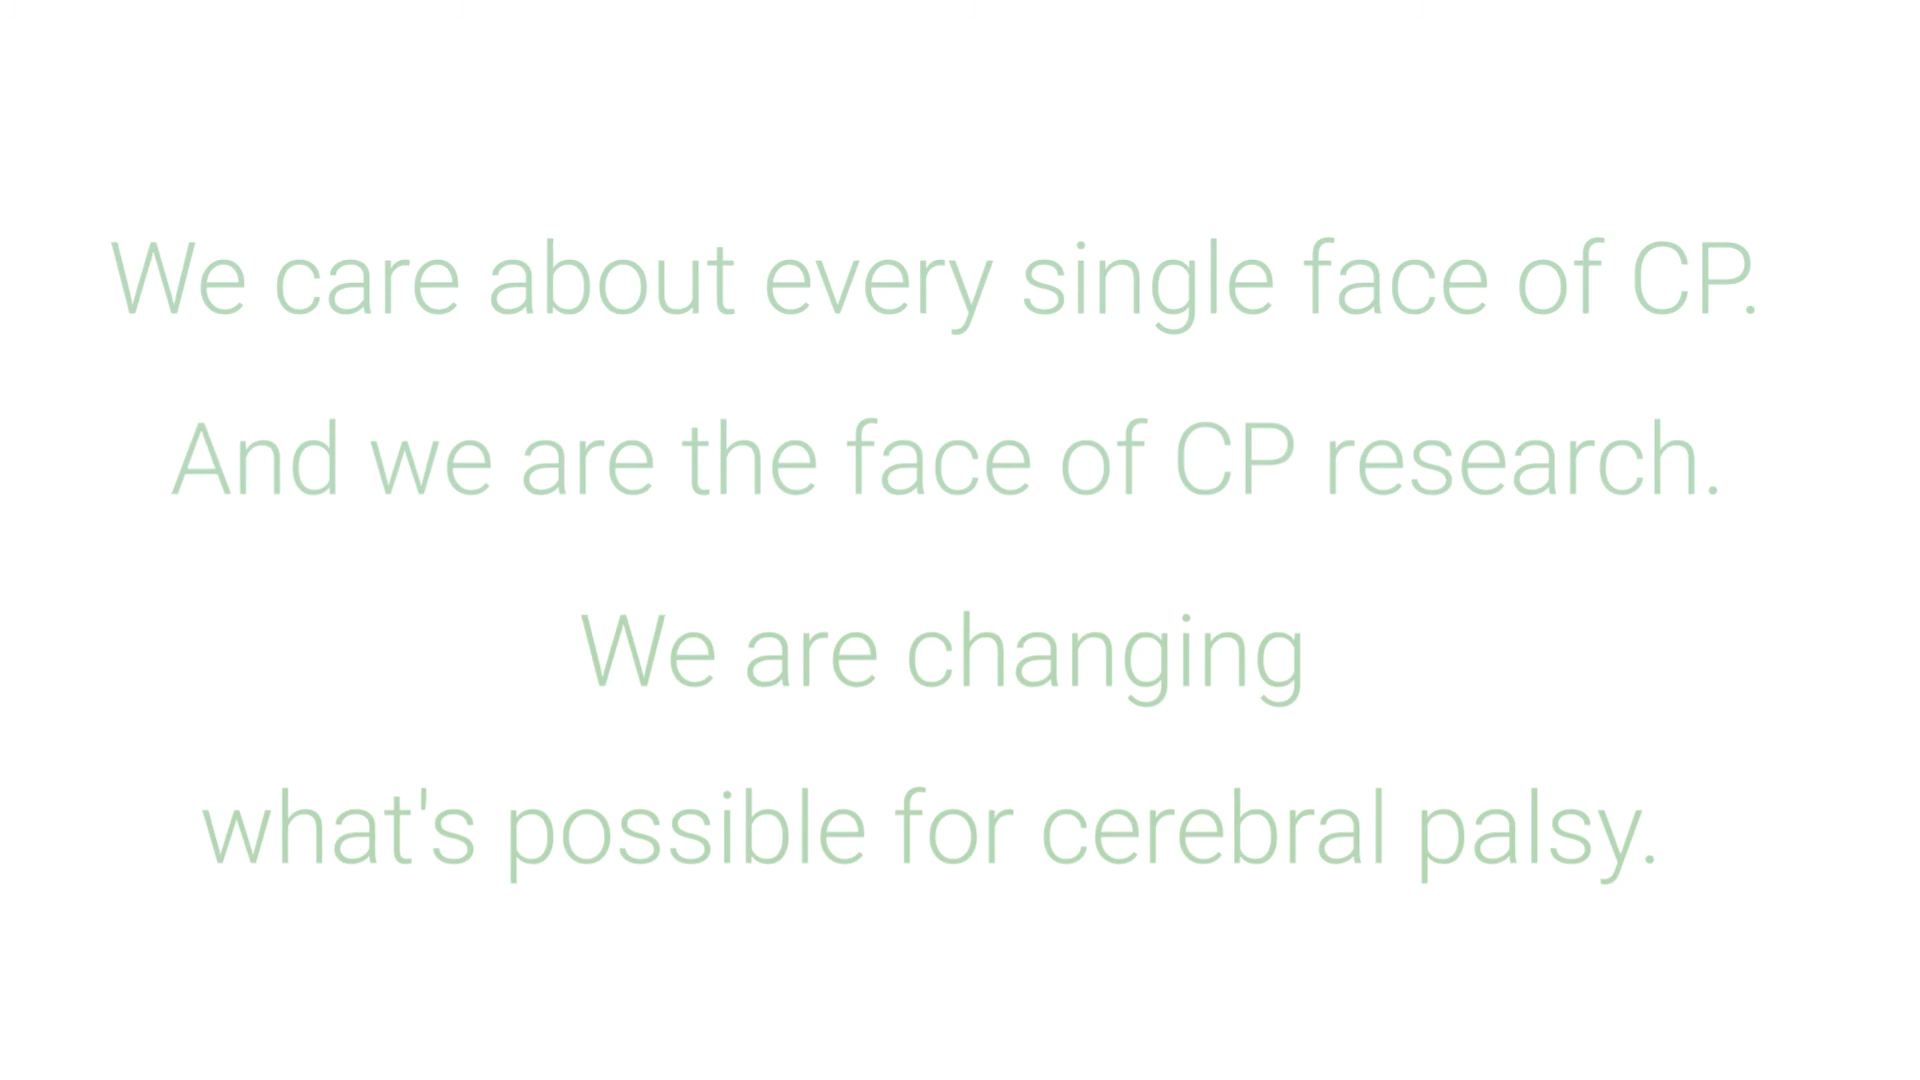 We care about every single face of CP.
And we are the face of CP research.
We are changing
what's possible for cerebral palsy.